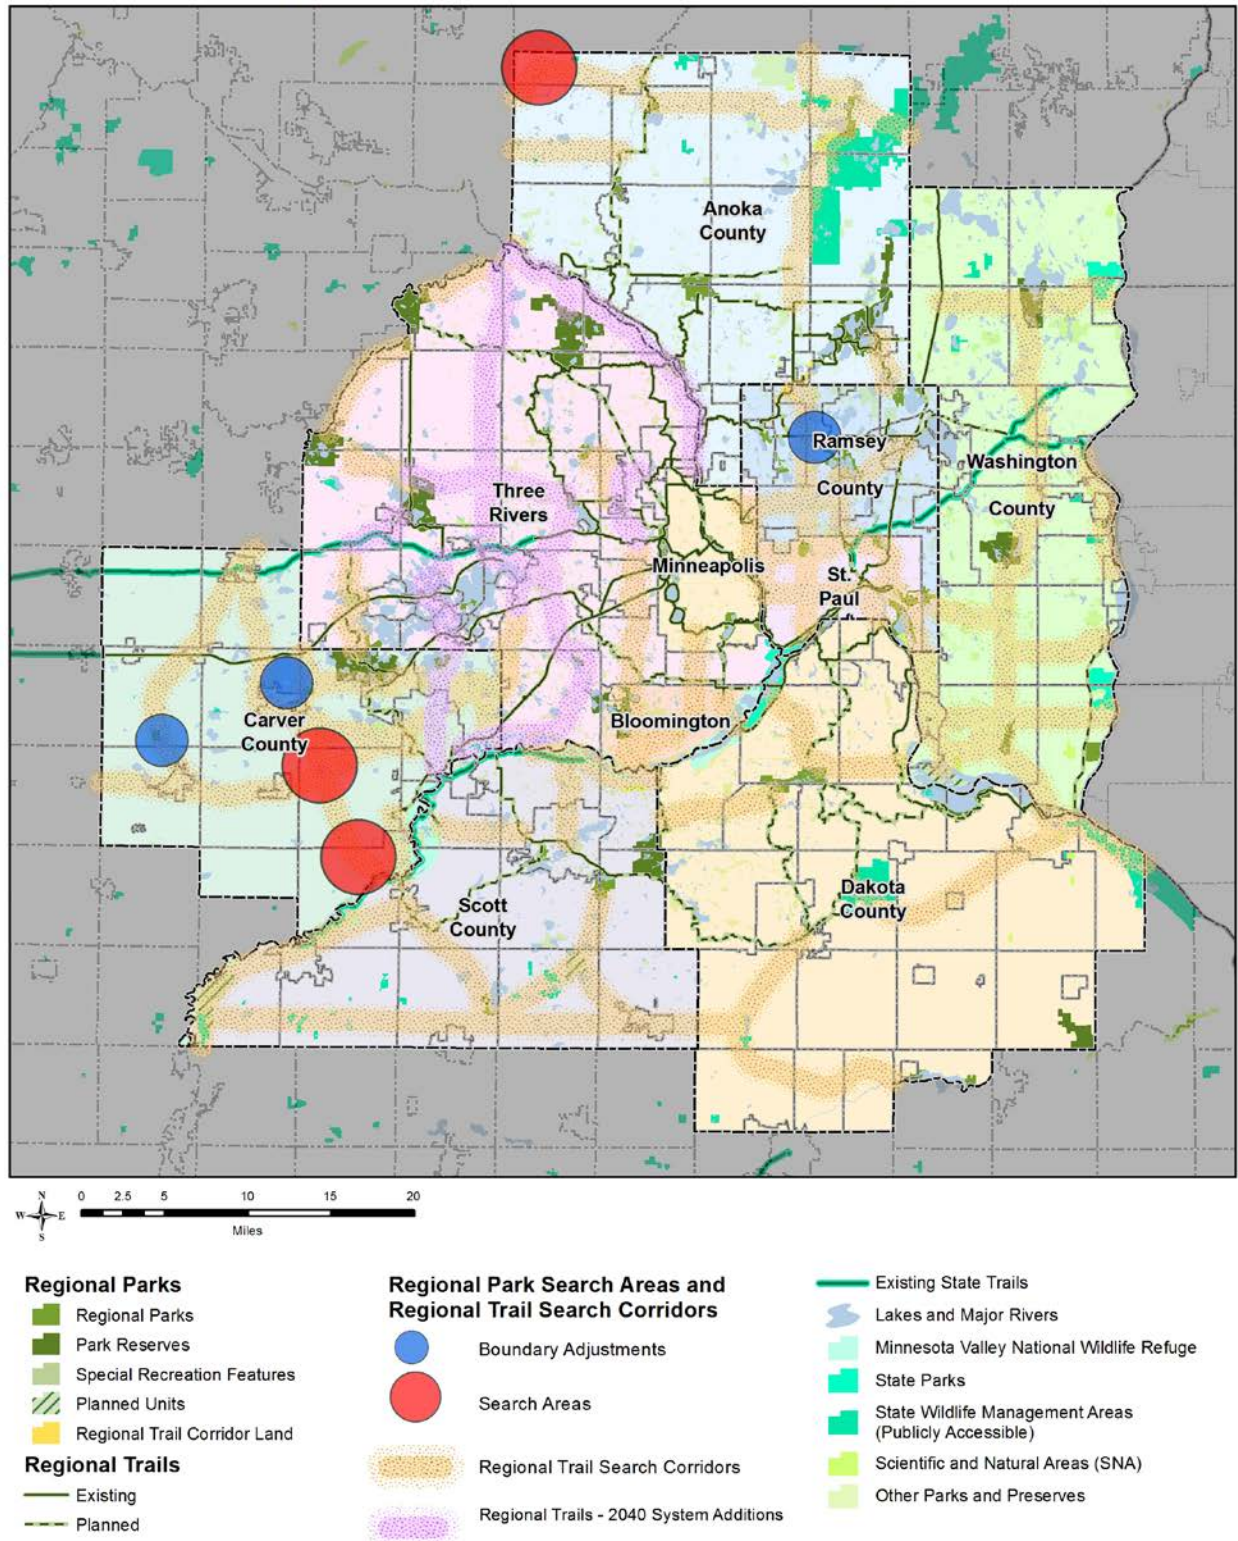 Anoka
County
Ramsey
County
Washington
County
Three
Rivers
Minneapolis
St.
Paul
Carver
County
Bloomington
Scott
County
Dakota
County
N
W E
S
0 2.5 5 10 15 20
Miles
Regional Parks
Regional Parks
Park Reserves
Special Recreation Features
Planned Units
Regional Trail Corridor Land
Regional Trails
Existing
Planned
Regional Park Search Areas and
Regional Trail Search Corridors
Boundary Adjustments
Search Areas
Regional Trail Search Corridors
Regional Trails - 2040 System Additions
Existing State Trails
Lakes and Major Rivers
Minnesota Valley National Wildlife Refuge
State Parks
State Wildlife Management Areas
(Publicly Accessible)
Scientific and Natural Areas (SNA)
Other Parks and Preserves